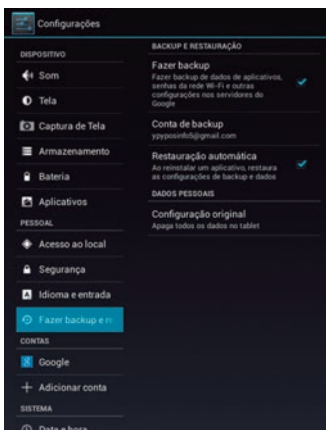 Configurações
DISPOSITIVO
Som
Tela
Captura de Tela
Armazenamento
Bateria
Aplicativos
PESSOAL
Acesso ao local
Segurança
Idioma e entrada
Fazer backup e re
CONTAS
Google
Adicionar conta
SISTEMA
Data e hora
BACKUP E RESTAURAÇÃO
Fazer backup
Fazer backup de dados de aplicativos,
senhas da rede Wi-Fi e outras
configurações nos servidores do
Google
Conta de backup
ypyposinfo5@gmail.com
Restauração automática
Ao reinstalar um aplicativo, restaura
as configurações de backup e dados
DADOS PESSOAIS
Configuração original
Apaga todos os dados no tablet